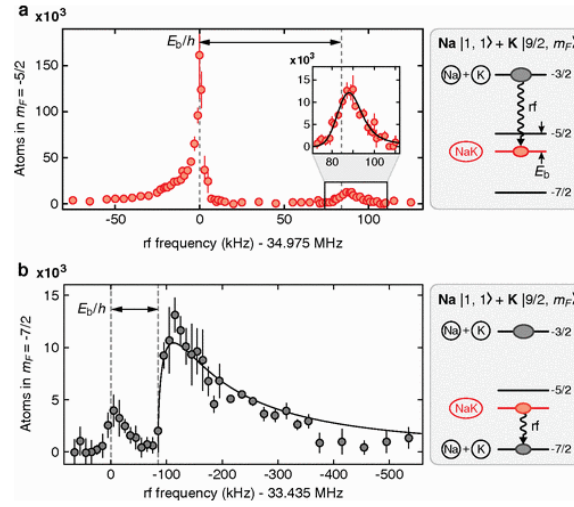 a
×10³
Atoms in m_F = -5/2
150
100
50
0
E_b/h
×10³
15
10
5
0
80
100
-50
0
50
100
rf frequency (kHz) - 34.975 MHz
Na |1, 1⟩ + K |9/2, m_F⟩
Na + K
-3/2
rf
-5/2
NaK
E_b
-7/2
b
×10³
Atoms in m_F = -7/2
15
10
5
0
E_b/h
0
-100
-200
-300
-400
-500
rf frequency (kHz) - 33.435 MHz
Na |1, 1⟩ + K |9/2, m_F⟩
Na + K
-3/2
-5/2
NaK
rf
Na + K
-7/2